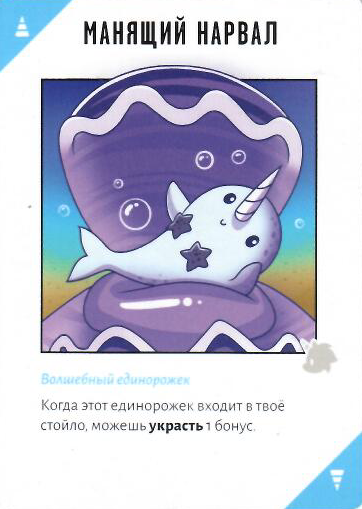 МАНЯЩИЙ НАРВАЛ
Волшебный единорожек
Когда этот единорожек входит в твоё
стойло, можешь украсть 1 бонус.